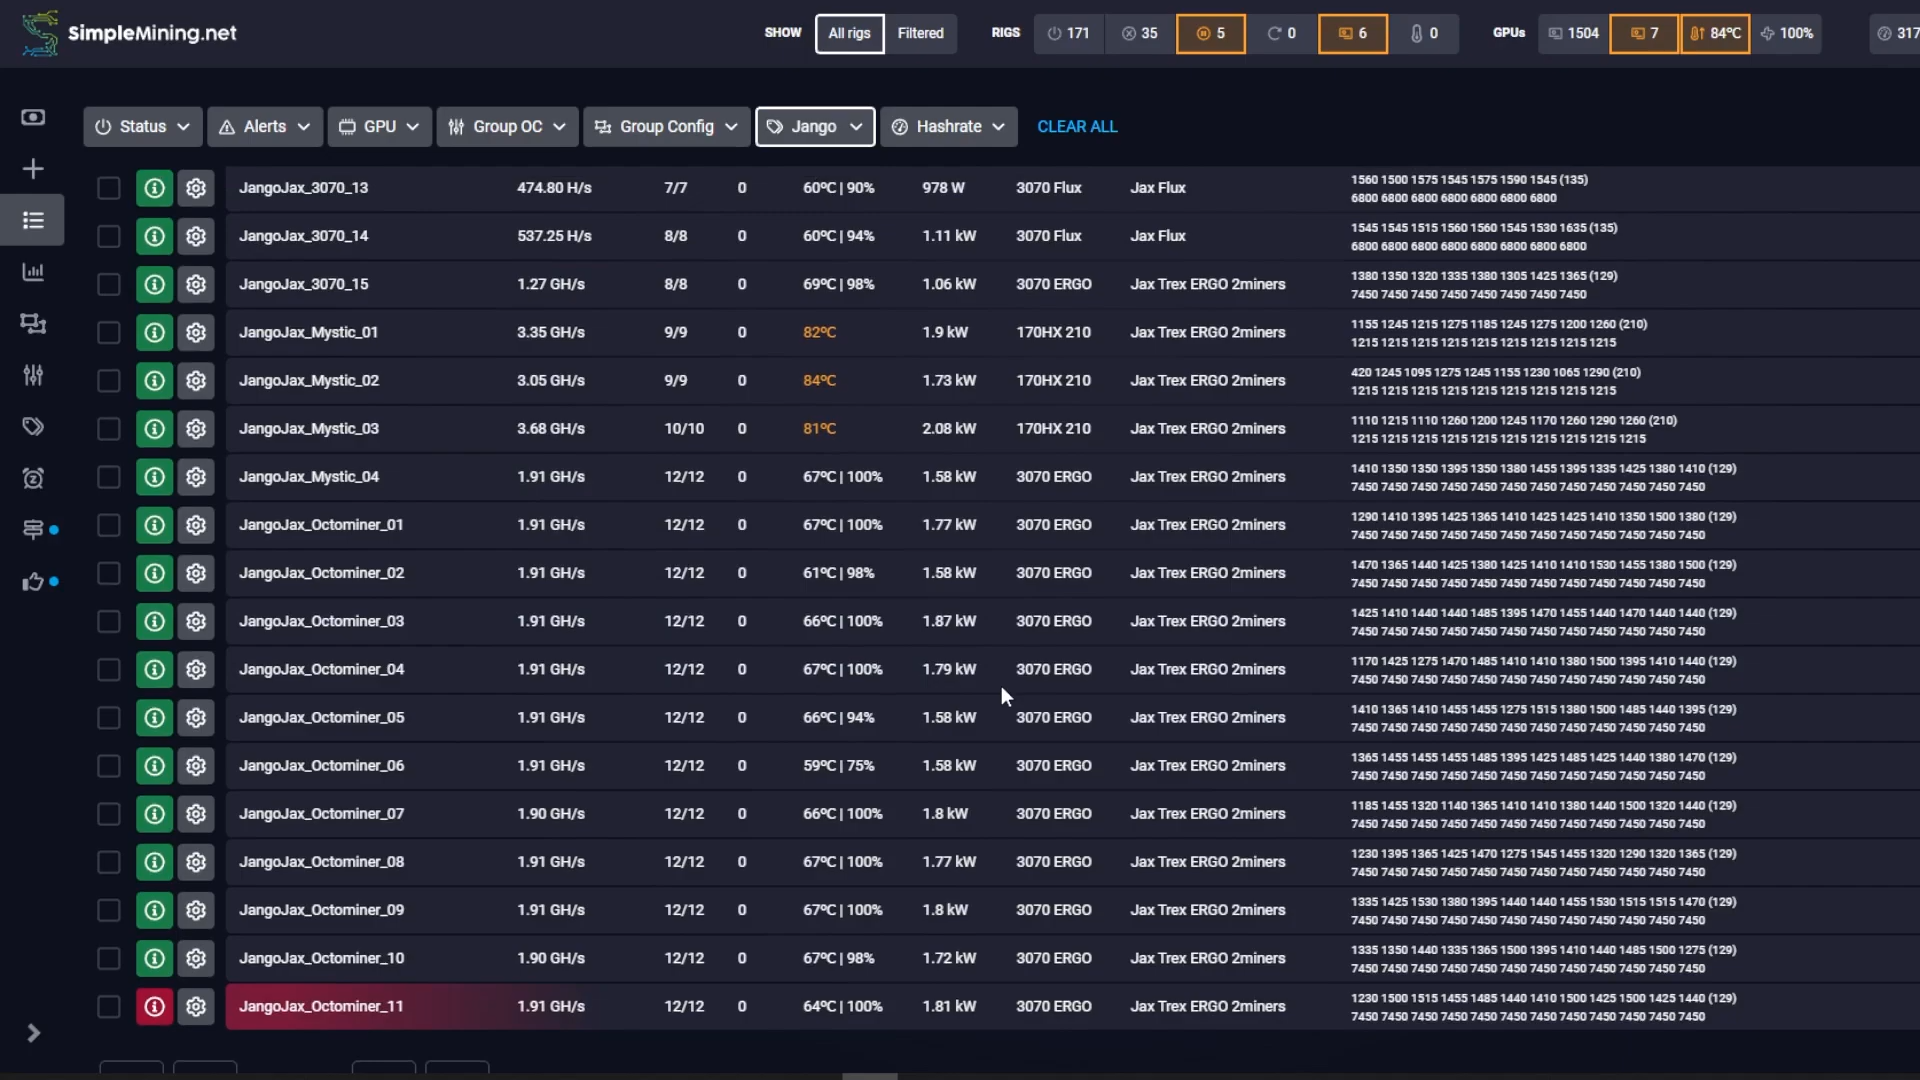 SimpleMining.net SHOW All rigs Filtered RIGS 171 35 5 0 6 0 GPUs 1504 7 84ºC 100% 317
Status Alerts GPU Group OC Group Config Jango Hashrate CLEAR ALL
JangoJax_3070_13 474.80 H/s 7/7 0 60ºC | 90% 978 W 3070 Flux Jax Flux 1560 1500 1575 1545 1575 1590 1545 (135)
6800 6800 6800 6800 6800 6800 6800
JangoJax_3070_14 537.25 H/s 8/8 0 60ºC | 94% 1.11 kW 3070 Flux Jax Flux 1545 1545 1515 1560 1560 1545 1530 1635 (135)
6800 6800 6800 6800 6800 6800 6800 6800
JangoJax_3070_15 1.27 GH/s 8/8 0 69ºC | 98% 1.06 kW 3070 ERGO Jax Trex ERGO 2miners 1380 1350 1320 1335 1380 1305 1425 1365 (129)
7450 7450 7450 7450 7450 7450 7450 7450
JangoJax_Mystic_01 3.35 GH/s 9/9 0 82ºC 1.9 kW 170HX 210 Jax Trex ERGO 2miners 1155 1245 1215 1275 1185 1245 1275 1200 1260 (210)
1215 1215 1215 1215 1215 1215 1215 1215 1215
JangoJax_Mystic_02 3.05 GH/s 9/9 0 84ºC 1.73 kW 170HX 210 Jax Trex ERGO 2miners 420 1245 1095 1275 1245 1155 1230 1065 1290 (210)
1215 1215 1215 1215 1215 1215 1215 1215 1215
JangoJax_Mystic_03 3.68 GH/s 10/10 0 81ºC 2.08 kW 170HX 210 Jax Trex ERGO 2miners 1110 1215 1110 1260 1200 1245 1170 1260 1290 1260 (210)
1215 1215 1215 1215 1215 1215 1215 1215 1215 1215
JangoJax_Mystic_04 1.91 GH/s 12/12 0 67ºC | 100% 1.58 kW 3070 ERGO Jax Trex ERGO 2miners 1410 1350 1350 1395 1350 1380 1455 1395 1335 1425 1380 1410 (129)
7450 7450 7450 7450 7450 7450 7450 7450 7450 7450 7450 7450
JangoJax_Octominer_01 1.91 GH/s 12/12 0 67ºC | 100% 1.77 kW 3070 ERGO Jax Trex ERGO 2miners 1290 1410 1395 1425 1365 1410 1425 1425 1410 1350 1500 1380 (129)
7450 7450 7450 7450 7450 7450 7450 7450 7450 7450 7450 7450
JangoJax_Octominer_02 1.91 GH/s 12/12 0 61ºC | 98% 1.58 kW 3070 ERGO Jax Trex ERGO 2miners 1470 1365 1440 1425 1380 1425 1410 1410 1530 1455 1380 1500 (129)
7450 7450 7450 7450 7450 7450 7450 7450 7450 7450 7450 7450
JangoJax_Octominer_03 1.91 GH/s 12/12 0 66ºC | 100% 1.87 kW 3070 ERGO Jax Trex ERGO 2miners 1425 1410 1440 1440 1485 1395 1470 1455 1440 1470 1440 1440 (129)
7450 7450 7450 7450 7450 7450 7450 7450 7450 7450 7450 7450
JangoJax_Octominer_04 1.91 GH/s 12/12 0 67ºC | 100% 1.79 kW 3070 ERGO Jax Trex ERGO 2miners 1170 1425 1275 1470 1485 1410 1410 1380 1500 1395 1410 1440 (129)
7450 7450 7450 7450 7450 7450 7450 7450 7450 7450 7450 7450
JangoJax_Octominer_05 1.91 GH/s 12/12 0 66ºC | 94% 1.58 kW 3070 ERGO Jax Trex ERGO 2miners 1410 1365 1410 1455 1455 1275 1515 1380 1500 1485 1440 1395 (129)
7450 7450 7450 7450 7450 7450 7450 7450 7450 7450 7450 7450
JangoJax_Octominer_06 1.91 GH/s 12/12 0 59ºC | 75% 1.58 kW 3070 ERGO Jax Trex ERGO 2miners 1365 1455 1455 1455 1485 1395 1425 1485 1425 1440 1380 1470 (129)
7450 7450 7450 7450 7450 7450 7450 7450 7450 7450 7450 7450
JangoJax_Octominer_07 1.90 GH/s 12/12 0 66ºC | 100% 1.8 kW 3070 ERGO Jax Trex ERGO 2miners 1185 1455 1320 1140 1365 1410 1410 1380 1440 1500 1320 1440 (129)
7450 7450 7450 7450 7450 7450 7450 7450 7450 7450 7450 7450
JangoJax_Octominer_08 1.91 GH/s 12/12 0 67ºC | 100% 1.77 kW 3070 ERGO Jax Trex ERGO 2miners 1230 1395 1365 1425 1470 1275 1545 1455 1320 1290 1320 1365 (129)
7450 7450 7450 7450 7450 7450 7450 7450 7450 7450 7450 7450
JangoJax_Octominer_09 1.91 GH/s 12/12 0 67ºC | 100% 1.8 kW 3070 ERGO Jax Trex ERGO 2miners 1335 1425 1530 1380 1395 1440 1440 1455 1530 1515 1515 1470 (129)
7450 7450 7450 7450 7450 7450 7450 7450 7450 7450 7450 7450
JangoJax_Octominer_10 1.90 GH/s 12/12 0 67ºC | 98% 1.72 kW 3070 ERGO Jax Trex ERGO 2miners 1335 1350 1440 1335 1365 1500 1395 1410 1440 1485 1500 1275 (129)
7450 7450 7450 7450 7450 7450 7450 7450 7450 7450 7450 7450
JangoJax_Octominer_11 1.91 GH/s 12/12 0 64ºC | 100% 1.81 kW 3070 ERGO Jax Trex ERGO 2miners 1230 1500 1515 1455 1485 1440 1410 1500 1425 1500 1425 1440 (129)
7450 7450 7450 7450 7450 7450 7450 7450 7450 7450 7450 7450